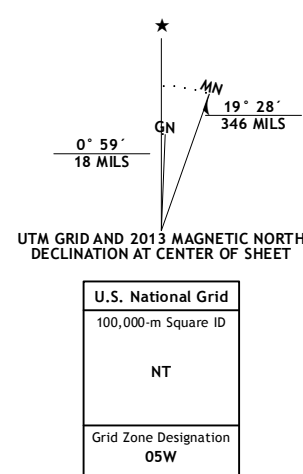 ★
MN
19° 28´
346 MILS
GN
0° 59´
18 MILS
UTM GRID AND 2013 MAGNETIC NORTH
DECLINATION AT CENTER OF SHEET
U.S. National Grid
100,000-m Square ID
NT
Grid Zone Designation
05W